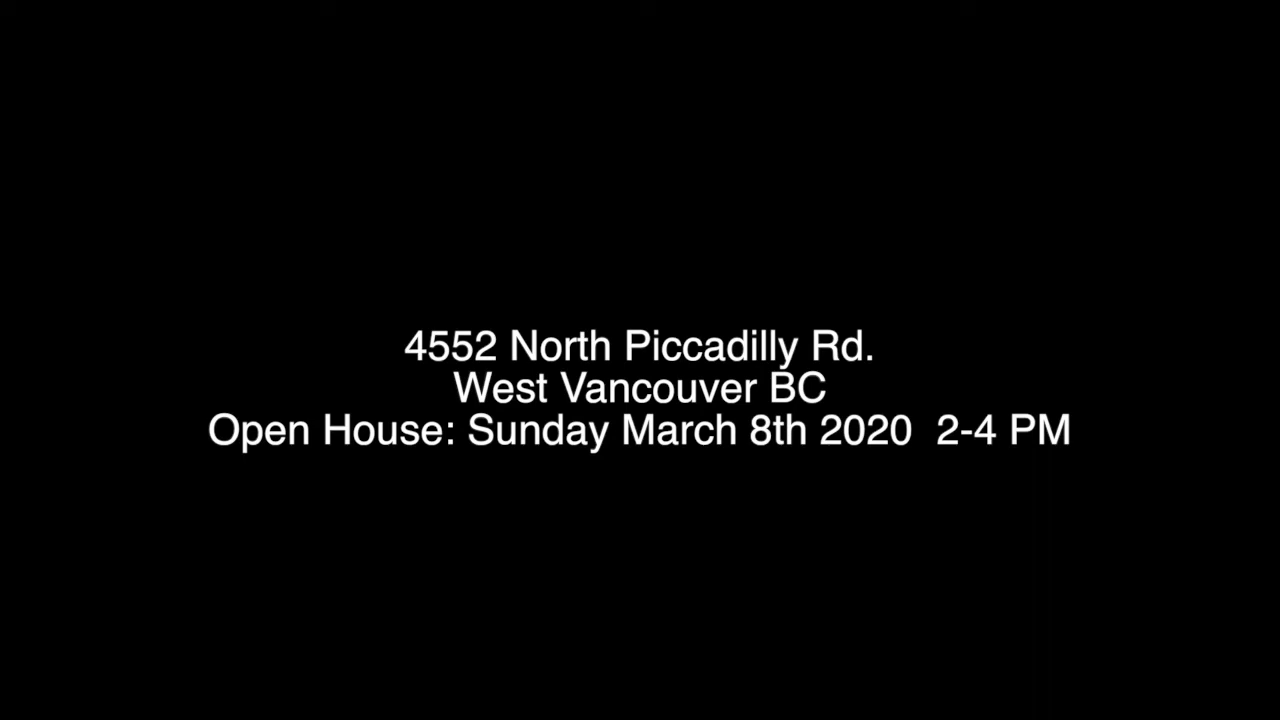 4552 North Piccadilly Rd.
West Vancouver BC
Open House: Sunday March 8th 2020  2-4 PM